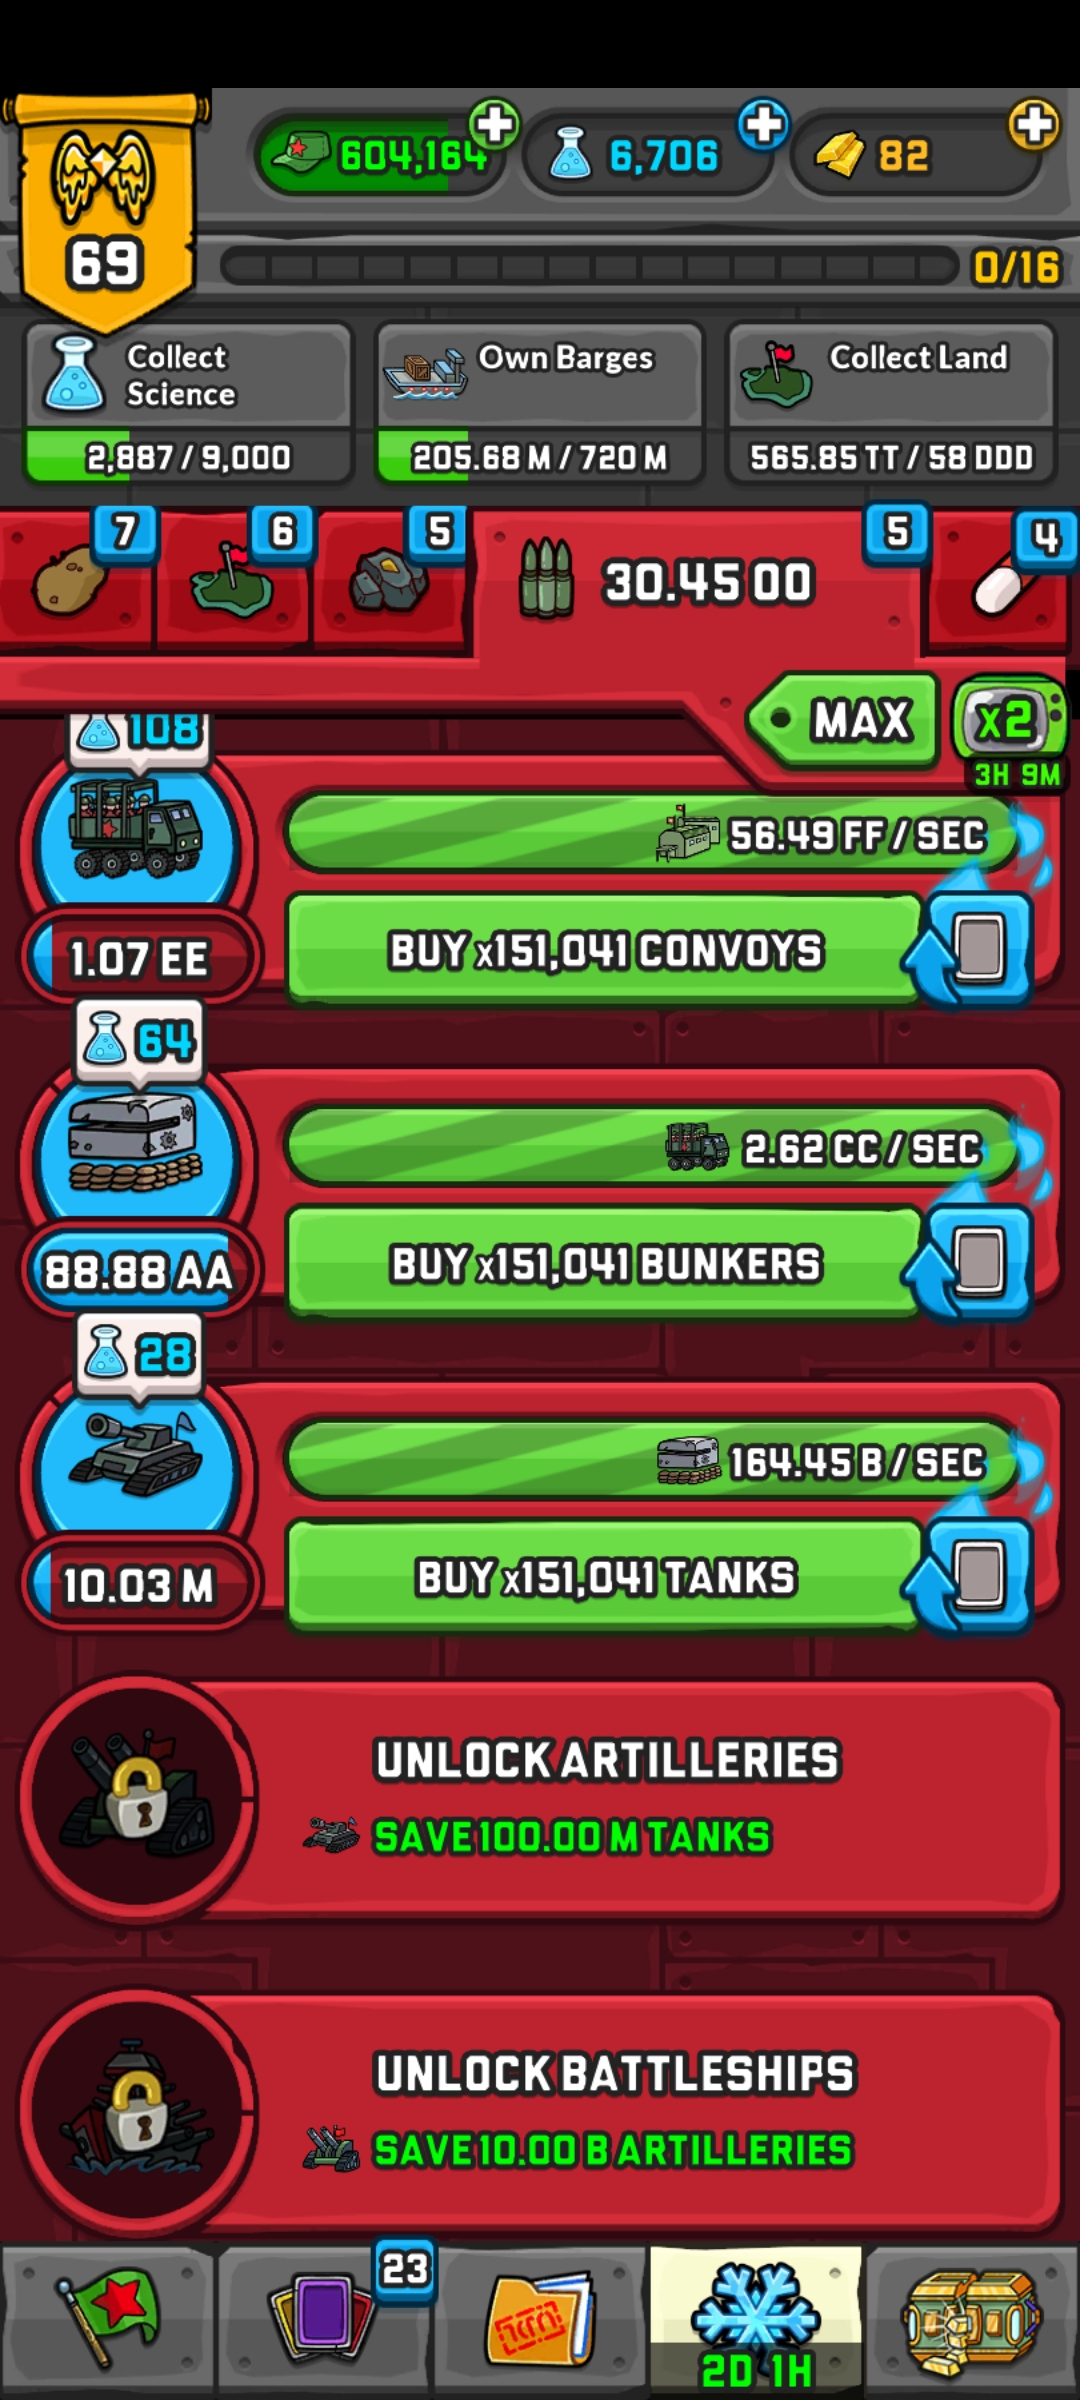 604,164
6,706
82
69
0/16
Collect
Science
2,887 / 9,000
Own Barges
205.68 M / 720 M
Collect Land
565.85 TT / 58 DDD
7
6
5
30.45 OO
5
4
MAX
x2
3H 9M
108
56.49 FF / SEC
1.07 EE
BUY x151,041 CONVOYS
64
2.62 CC / SEC
88.88 AA
BUY x151,041 BUNKERS
28
164.45 B / SEC
10.03 M
BUY x151,041 TANKS
UNLOCK ARTILLERIES
SAVE 100.00 M TANKS
UNLOCK BATTLESHIPS
SAVE 10.00 B ARTILLERIES
23
2D 1H